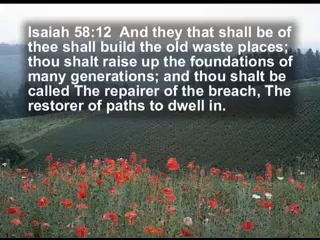 Isaiah 58:12  And they that shall be of
thee shall build the old waste places;
thou shalt raise up the foundations of
many generations; and thou shalt be
called The repairer of the breach, The
restorer of paths to dwell in.